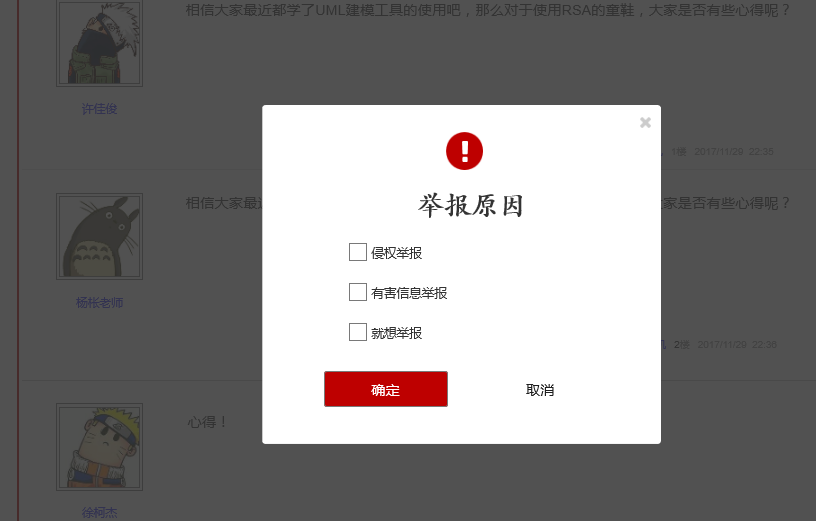 相信大家最近都学了UML建模工具的使用吧，那么对于使用RSA的童鞋，大家是否有些心得呢？
许佳俊
1楼 2017/11/29 22:35
举报原因
侵权举报
有害信息举报
就想举报
确定
取消
相信大家最近
大家是否有些心得呢？
杨枨老师
2楼 2017/11/29 22:36
心得！
徐柯杰